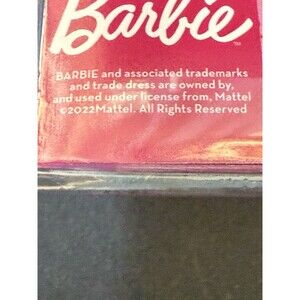 Barbie™
BARBIE and associated trademarks
and trade dress are owned by,
and used under license from, Mattel
©2022Mattel. All Rights Reserved